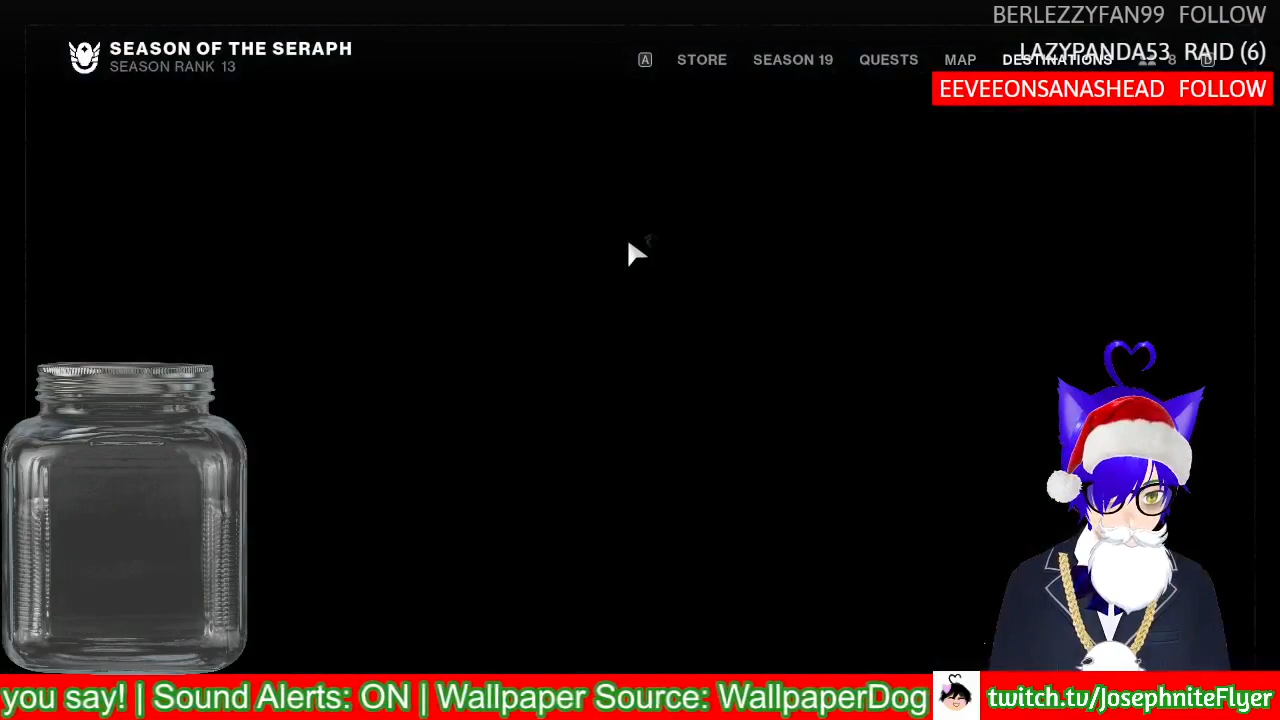 BERLEZZYFAN99 FOLLOW
SEASON OF THE SERAPH
SEASON RANK 13
A STORE SEASON 19 QUESTS MAP DESTINATIONS 8 D
LAZYPANDA53 RAID (6)
EEVEEONSANASHEAD FOLLOW
you say! | Sound Alerts: ON | Wallpaper Source: WallpaperDog
twitch.tv/JosephniteFlyer